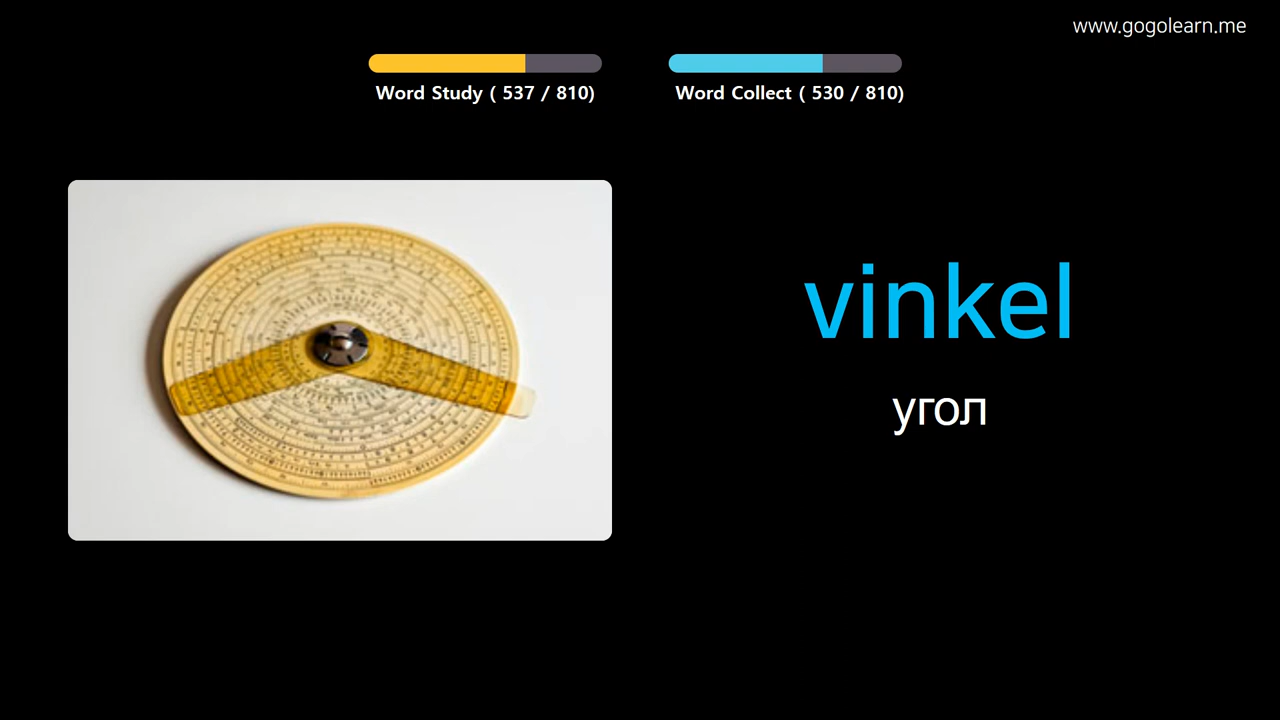 www.gogolearn.me
Word Study ( 537 / 810)
Word Collect ( 530 / 810)
vinkel
угол